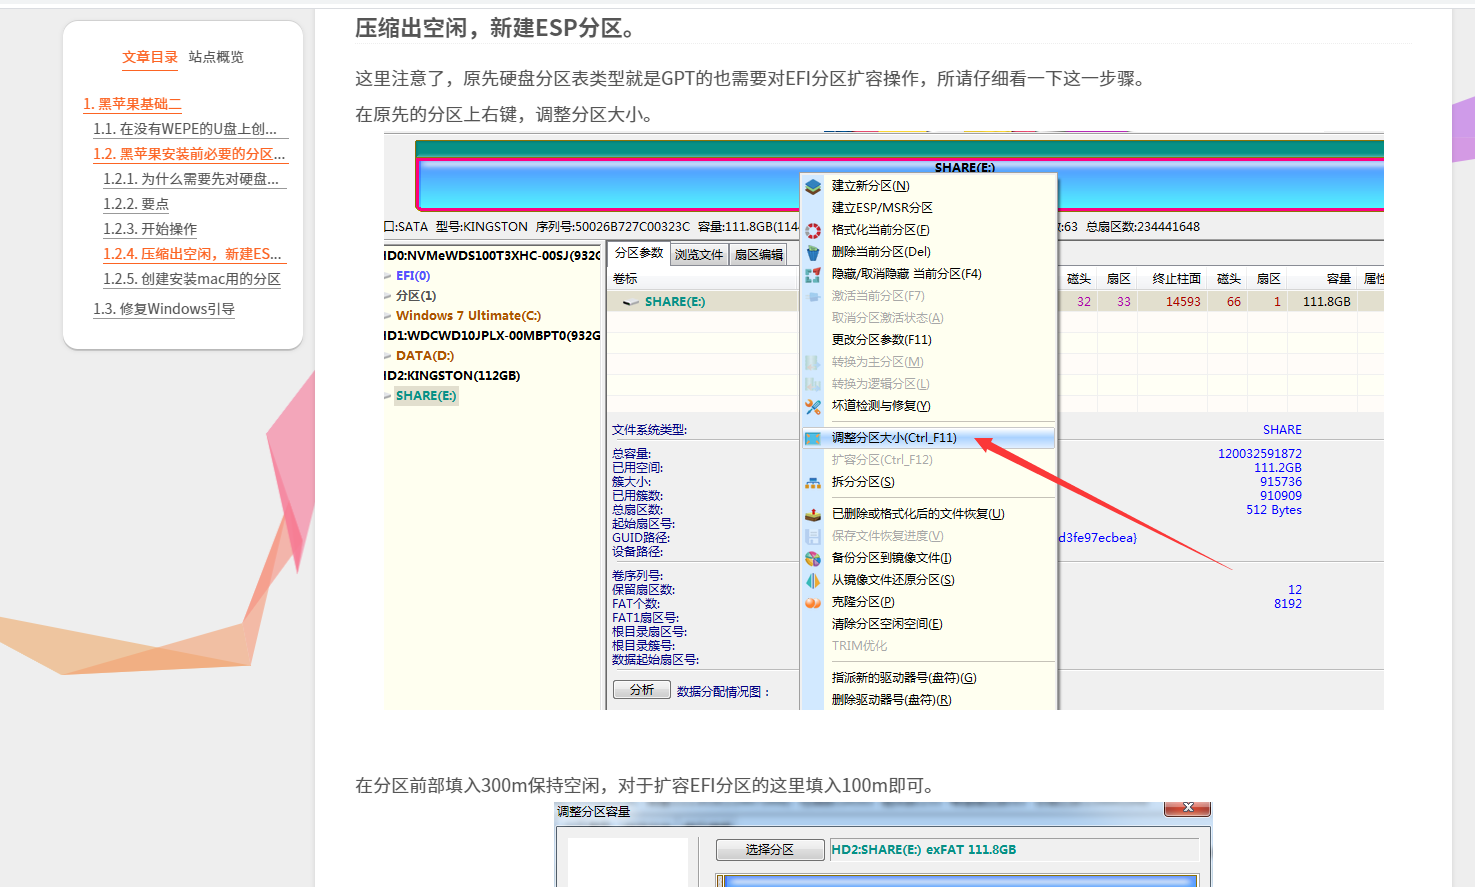 压缩出空闲，新建ESP分区。
文章目录 站点概览
1. 黑苹果基础二
1.1. 在没有WEPE的U盘上创...
1.2. 黑苹果安装前必要的分区...
1.2.1. 为什么需要先对硬盘...
1.2.2. 要点
1.2.3. 开始操作
1.2.4. 压缩出空闲，新建ES...
1.2.5. 创建安装mac用的分区
1.3. 修复Windows引导
这里注意了，原先硬盘分区表类型就是GPT的也需要对EFI分区扩容操作，所请仔细看一下这一步骤。
在原先的分区上右键，调整分区大小。
SHARE(E:)
口:SATA 型号:KINGSTON 序列号:50026B727C00323C 容量:111.8GB(114
:63 总扇区数:234441648
HD0:NVMeWDS100T3XHC-00SJ(932G
EFI(0)
分区(1)
Windows 7 Ultimate(C:)
HD1:WDCWD10JPLX-00MBPT0(932G
DATA(D:)
HD2:KINGSTON(112GB)
SHARE(E:)
分区参数 浏览文件 扇区编辑
卷标
磁头 扇区 终止柱面 磁头 扇区 容量 属性
SHARE(E:)
32 33 14593 66 1 111.8GB
建立新分区(N)
建立ESP/MSR分区
格式化当前分区(F)
删除当前分区(Del)
隐藏/取消隐藏 当前分区(F4)
激活当前分区(F7)
取消分区激活状态(A)
更改分区参数(F11)
转换为主分区(M)
转换为逻辑分区(L)
坏道检测与修复(Y)
调整分区大小(Ctrl_F11)
扩容分区(Ctrl_F12)
拆分分区(S)
已删除或格式化后的文件恢复(U)
保存文件恢复进度(V)
备份分区到镜像文件(I)
从镜像文件还原分区(S)
克隆分区(P)
清除分区空闲空间(E)
TRIM优化
指派新的驱动器号(盘符)(G)
删除驱动器号(盘符)(R)
文件系统类型:
总容量:
已用空间:
簇大小:
已用簇数:
总扇区数:
起始扇区号:
GUID路径:
设备路径:
卷序列号:
保留扇区数:
FAT个数:
FAT1扇区号:
根目录扇区号:
根目录簇号:
数据起始扇区号:
分析 数据分配情况图：
SHARE
120032591872
111.2GB
915736
910909
512 Bytes
d3fe97ecbea}
12
8192
在分区前部填入300m保持空闲，对于扩容EFI分区的这里填入100m即可。
调整分区容量
选择分区 HD2:SHARE(E:) exFAT 111.8GB